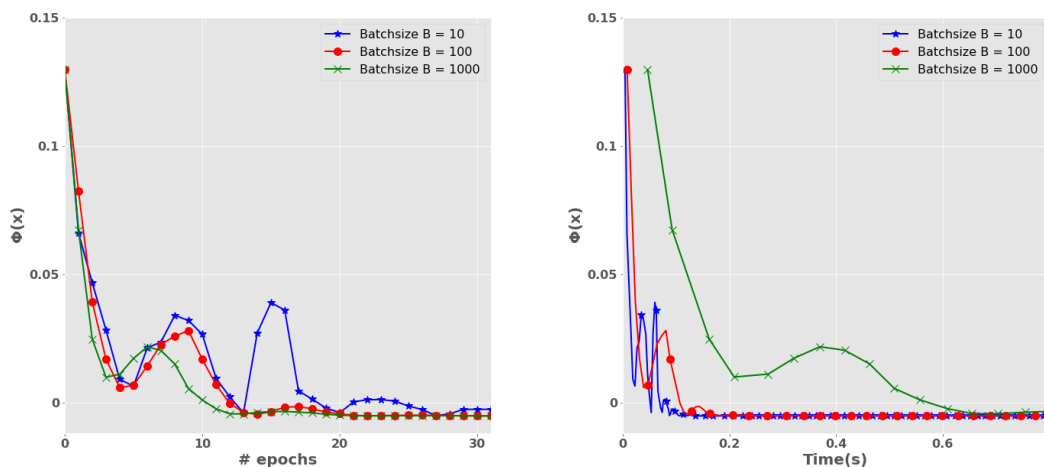 0.15
0.1
0.05
0
0
10
20
30
Φ(x)
# epochs
Batchsize B = 10
Batchsize B = 100
Batchsize B = 1000
0.15
0.1
0.05
0
0
0.2
0.4
0.6
Φ(x)
Time(s)
Batchsize B = 10
Batchsize B = 100
Batchsize B = 1000